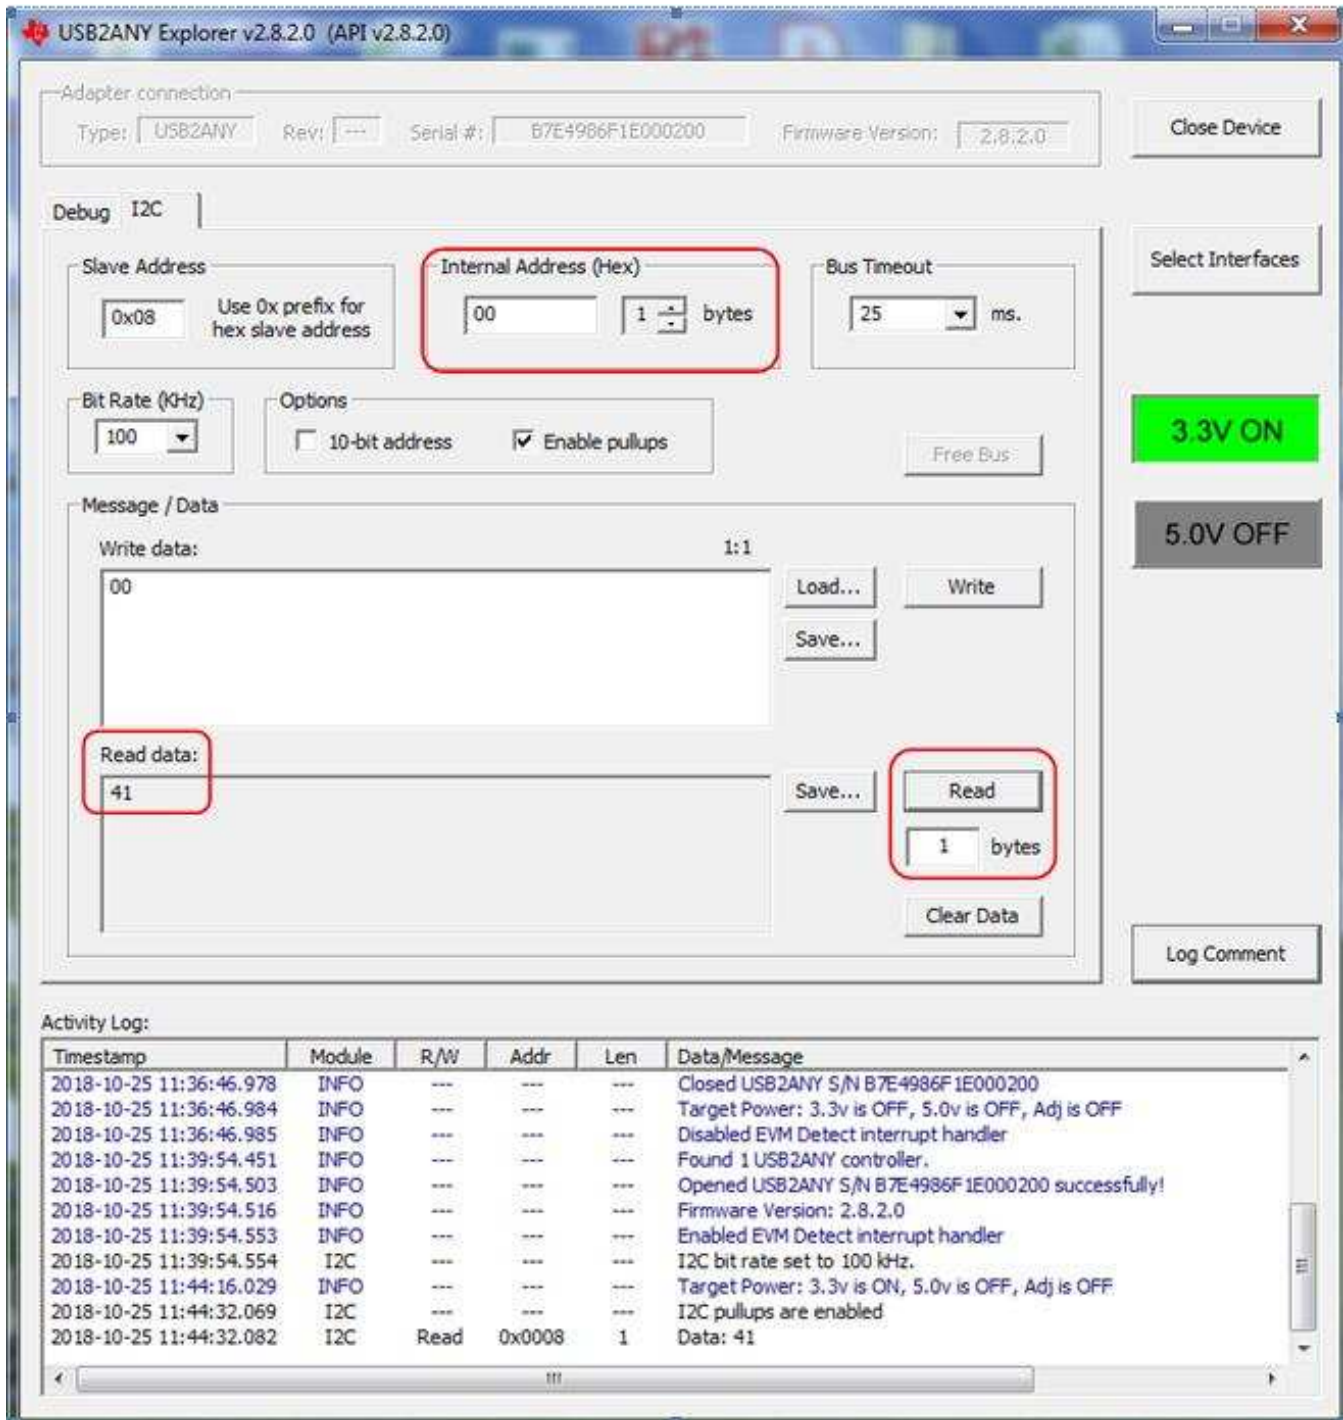 USB2ANY Explorer v2.8.2.0 (API v2.8.2.0)
Adapter connection
Type: USB2ANY Rev: --- Serial #: B7E4986F1E000200 Firmware Version: 2.8.2.0
Close Device
Debug I2C
Select Interfaces
Slave Address
0x08 Use 0x prefix for
hex slave address
Internal Address (Hex)
00 1 bytes
Bus Timeout
25 ms.
Bit Rate (KHz)
100
Options
10-bit address Enable pullups
Free Bus
3.3V ON
5.0V OFF
Message / Data
Write data: 1:1
00
Load... Write
Save...
Read data:
41
Save... Read
1 bytes
Clear Data
Log Comment
Activity Log:
Timestamp Module R/W Addr Len Data/Message
2018-10-25 11:36:46.978 INFO --- --- --- Closed USB2ANY S/N B7E4986F1E000200
2018-10-25 11:36:46.984 INFO --- --- --- Target Power: 3.3v is OFF, 5.0v is OFF, Adj is OFF
2018-10-25 11:36:46.985 INFO --- --- --- Disabled EVM Detect interrupt handler
2018-10-25 11:39:54.451 INFO --- --- --- Found 1 USB2ANY controller.
2018-10-25 11:39:54.503 INFO --- --- --- Opened USB2ANY S/N B7E4986F1E000200 successfully!
2018-10-25 11:39:54.516 INFO --- --- --- Firmware Version: 2.8.2.0
2018-10-25 11:39:54.553 INFO --- --- --- Enabled EVM Detect interrupt handler
2018-10-25 11:39:54.554 I2C --- --- --- I2C bit rate set to 100 kHz.
2018-10-25 11:44:16.029 INFO --- --- --- Target Power: 3.3v is ON, 5.0v is OFF, Adj is OFF
2018-10-25 11:44:32.069 I2C --- --- --- I2C pullups are enabled
2018-10-25 11:44:32.082 I2C Read 0x0008 1 Data: 41